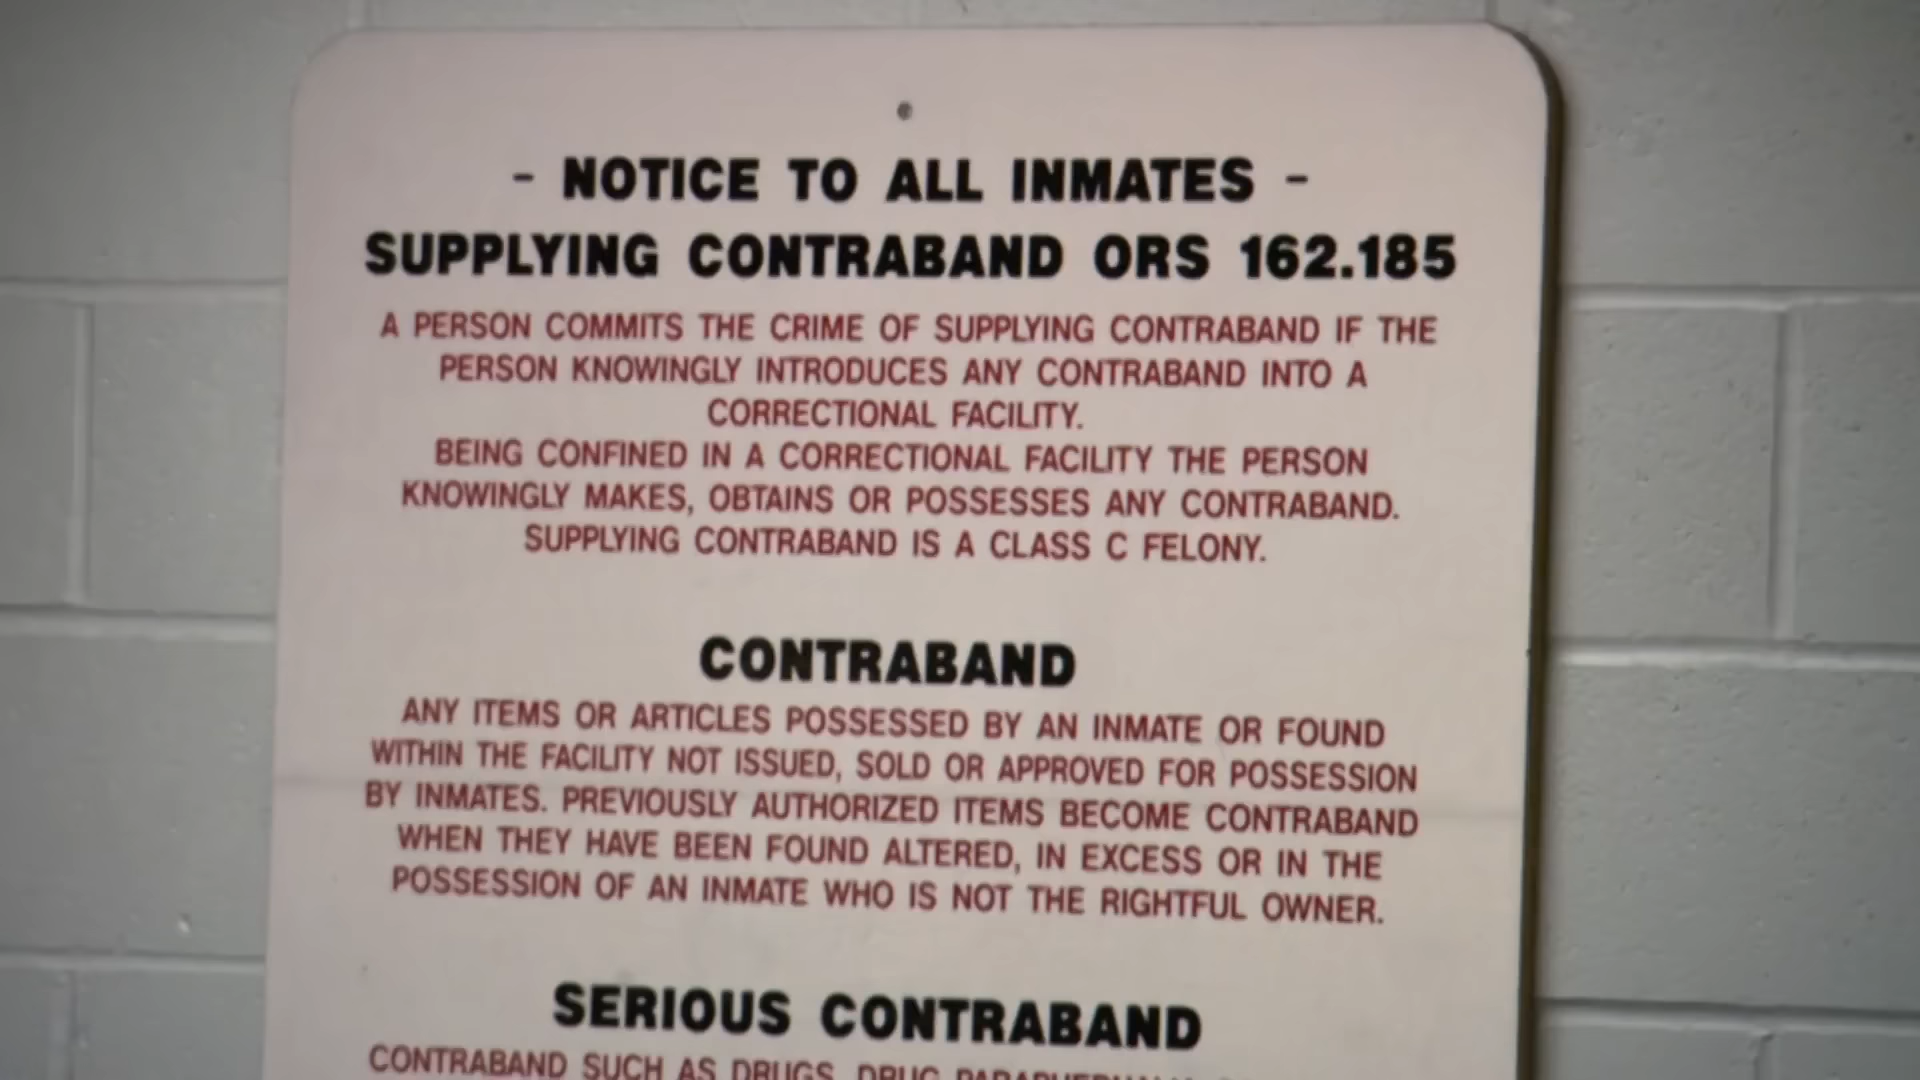 - NOTICE TO ALL INMATES -
SUPPLYING CONTRABAND ORS 162.185
A PERSON COMMITS THE CRIME OF SUPPLYING CONTRABAND IF THE
PERSON KNOWINGLY INTRODUCES ANY CONTRABAND INTO A
CORRECTIONAL FACILITY.
BEING CONFINED IN A CORRECTIONAL FACILITY THE PERSON
KNOWINGLY MAKES, OBTAINS OR POSSESSES ANY CONTRABAND.
SUPPLYING CONTRABAND IS A CLASS C FELONY.
CONTRABAND
ANY ITEMS OR ARTICLES POSSESSED BY AN INMATE OR FOUND
WITHIN THE FACILITY NOT ISSUED, SOLD OR APPROVED FOR POSSESSION
BY INMATES. PREVIOUSLY AUTHORIZED ITEMS BECOME CONTRABAND
WHEN THEY HAVE BEEN FOUND ALTERED, IN EXCESS OR IN THE
POSSESSION OF AN INMATE WHO IS NOT THE RIGHTFUL OWNER.
SERIOUS CONTRABAND
CONTRABAND SUCH AS DRUGS, DRUG